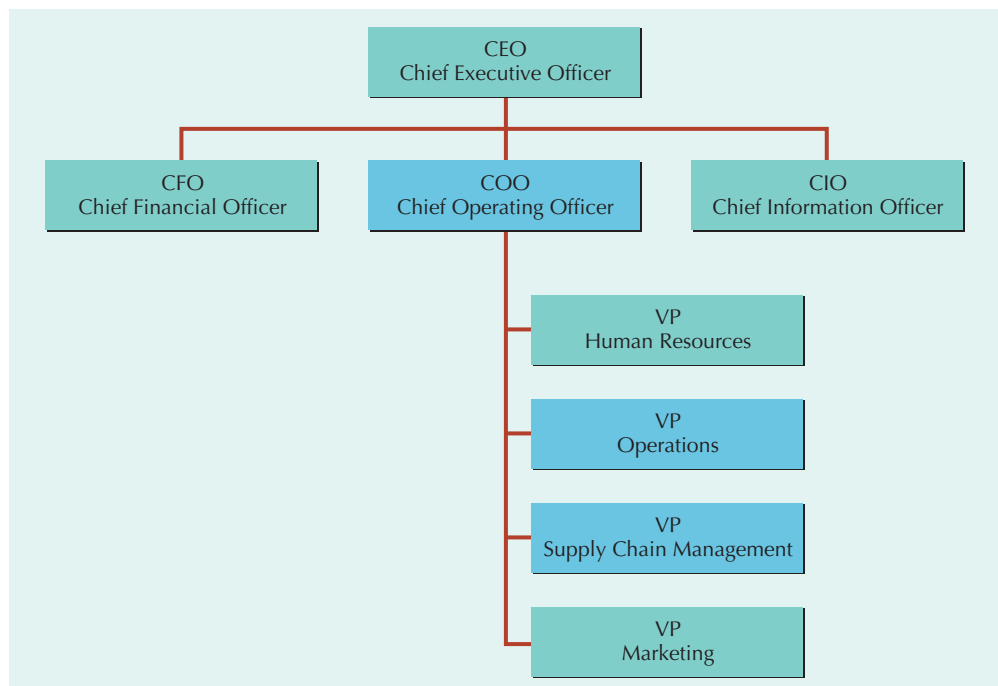 CEO
Chief Executive Officer
CFO
Chief Financial Officer
COO
Chief Operating Officer
CIO
Chief Information Officer
VP
Human Resources
VP
Operations
VP
Supply Chain Management
VP
Marketing